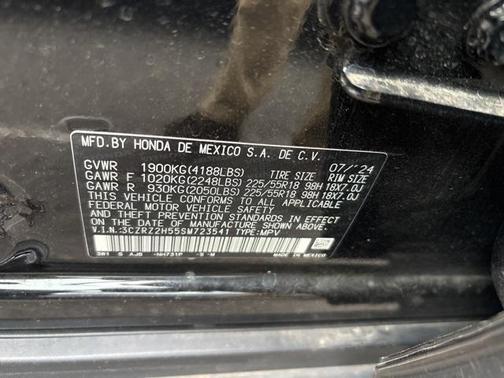 MFD.BY HONDA DE MEXICO S.A. DE C.V.
GVWR 1900KG(4188LBS) 07/'24
TIRE SIZE RIM SIZE
GAWR F 1020KG(2248LBS) 225/55R18 98H 18X7.0J
GAWR R 930KG(2050LBS) 225/55R18 98H 18X7.0J
THIS VEHICLE CONFORMS TO ALL APPLICABLE
FEDERAL MOTOR VEHICLE SAFETY
AND THEFT PREVENTION STANDARDS IN EFFECT
ON THE DATE OF MANUFACTURE SHOWN ABOVE.
V.I.N.:3CZRZ2H55SM723541 TYPE:MPV
3B1 S AJD -NH731P -B-M